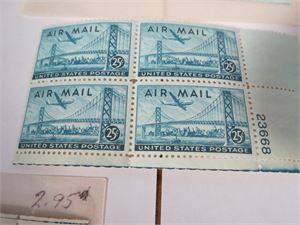 AIR MAIL
25¢
UNITED STATES POSTAGE
AIR MAIL
25¢
UNITED STATES POSTAGE
AIR MAIL
25¢
UNITED STATES POSTAGE
AIR MAIL
25¢
UNITED STATES POSTAGE
23668
2.95